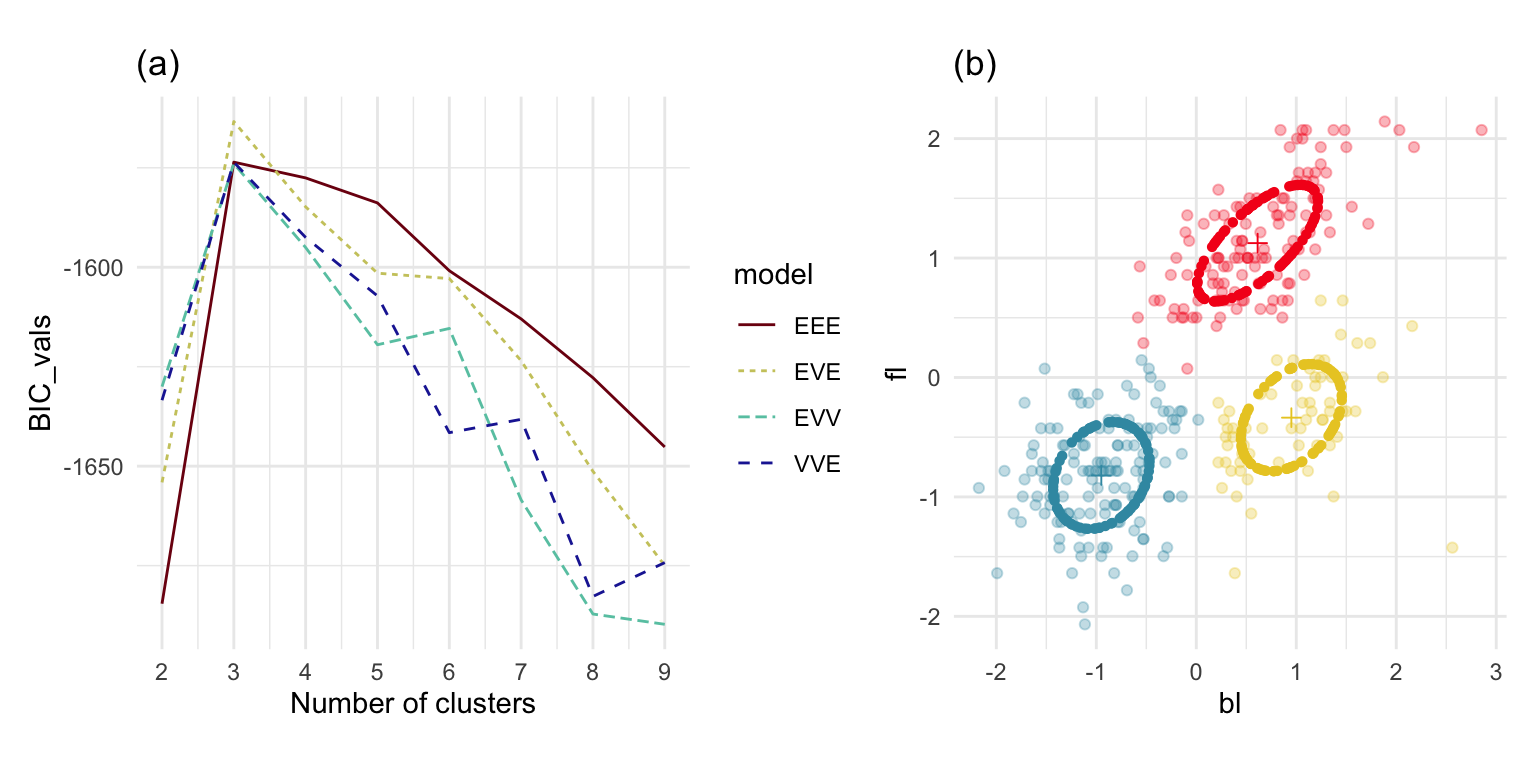 (a)
BIC_vals
-1600
-1650
2 3 4 5 6 7 8 9
Number of clusters
model
EEE
EVE
EVV
VVE
(b)
fl
2
1
0
-1
-2
-2 -1 0 1 2 3
bl